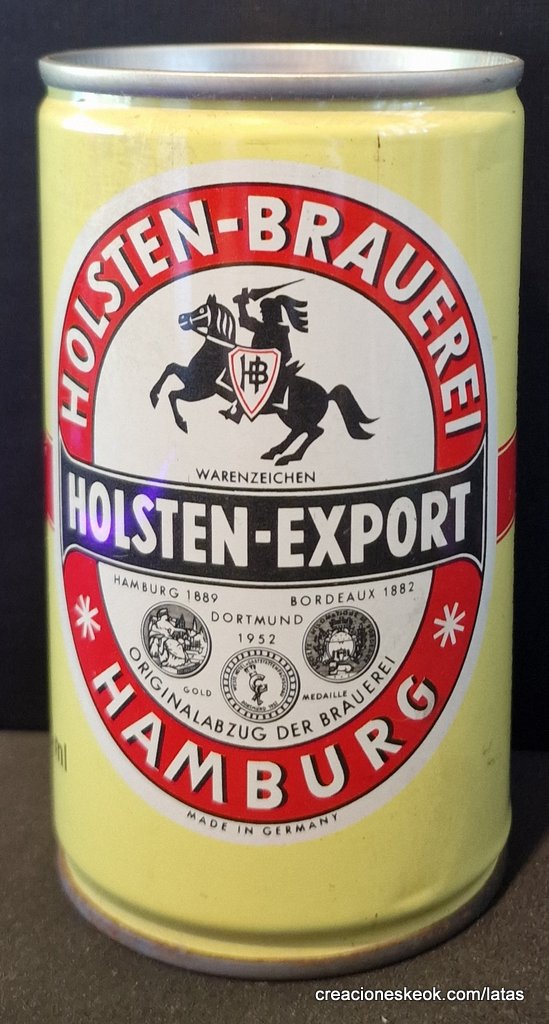 HOLSTEN-BRAUEREI
HB
WARENZEICHEN
HOLSTEN-EXPORT
HAMBURG 1889
BORDEAUX 1882
DORTMUND
1952
GOLD
MEDAILLE
ORIGINALABZUG DER BRAUEREI
HAMBURG
MADE IN GERMANY
ml
creacioneskeok.com/latas